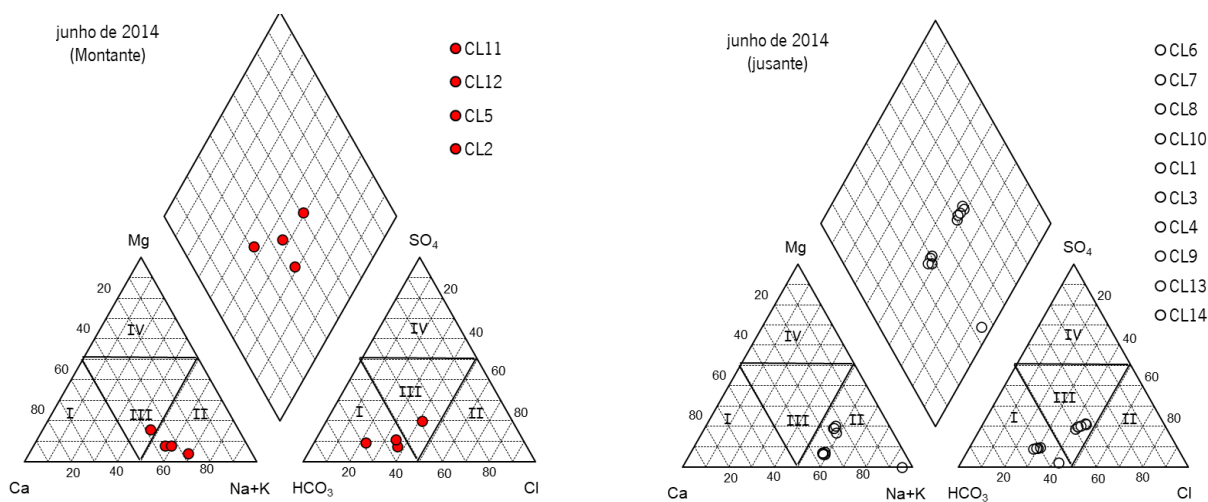 junho de 2014
(Montante)
CL11
CL12
CL5
CL2
Mg
SO₄
20
20
40
40
IV
IV
60
60
80
80
I
III
II
I
III
II
20
40
60
80
20
40
60
80
Ca
Na+K
HCO₃
Cl
junho de 2014
(jusante)
CL6
CL7
CL8
CL10
CL1
CL3
CL4
CL9
CL13
CL14
Mg
SO₄
20
20
40
40
IV
IV
60
60
80
80
I
III
II
I
III
II
20
40
60
80
20
40
60
80
Ca
Na+K
HCO₃
Cl